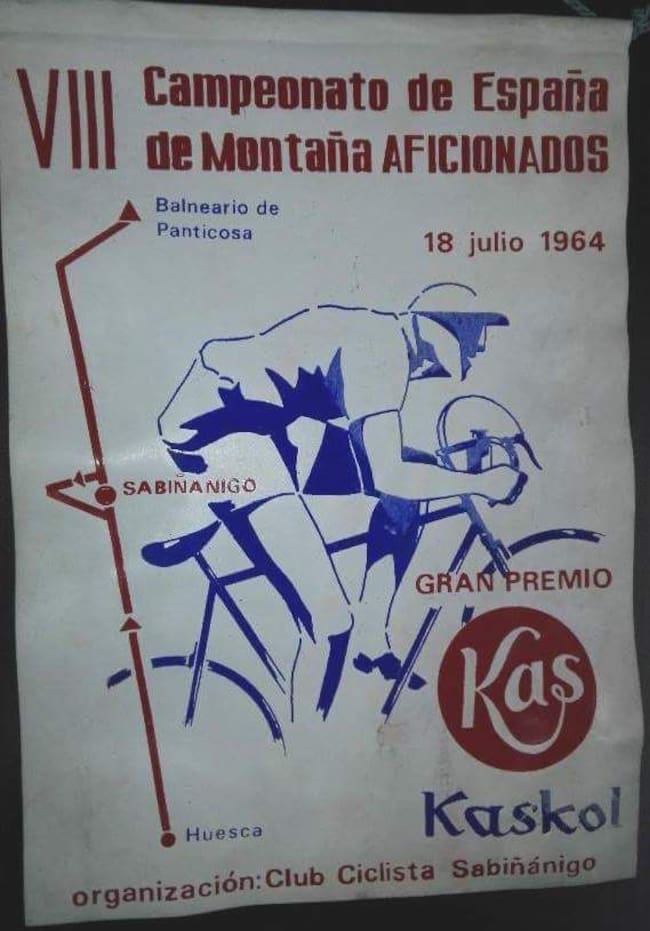 VIII Campeonato de España
de Montaña AFICIONADOS
Balneario de
Panticosa
18 julio 1964
SABIÑANIGO
GRAN PREMIO
Kas
Kaskol
Huesca
organización: Club Ciclista Sabiñánigo